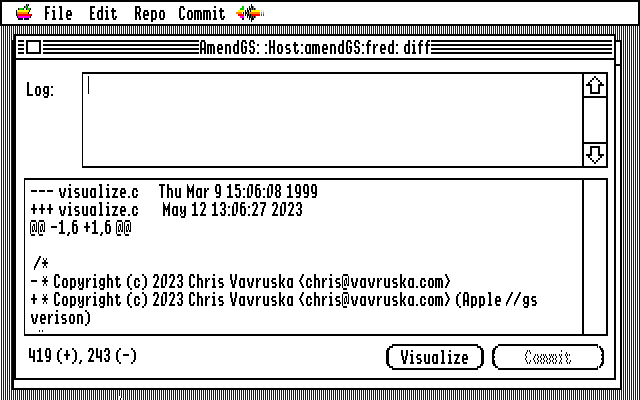 File Edit Repo Commit
AmendGS: :Host:amendGS:fred: diff
Log:
--- visualize.c Thu Mar 9 15:06:08 1999
+++ visualize.c May 12 13:06:27 2023
@@ -1,6 +1,6 @@
/*
- * Copyright (c) 2023 Chris Vavruska <chris@vavruska.com>
+ * Copyright (c) 2023 Chris Vavruska <chris@vavruska.com> (Apple //gs
verison)
419 (+), 243 (-)
Visualize
Commit